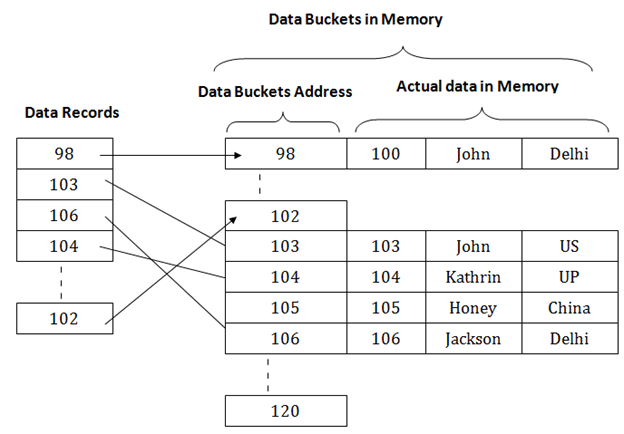 Data Buckets in Memory
Data Buckets Address
Actual data in Memory
Data Records
98
103
106
104
102
98 100 John Delhi
102
103 103 John US
104 104 Kathrin UP
105 105 Honey China
106 106 Jackson Delhi
120